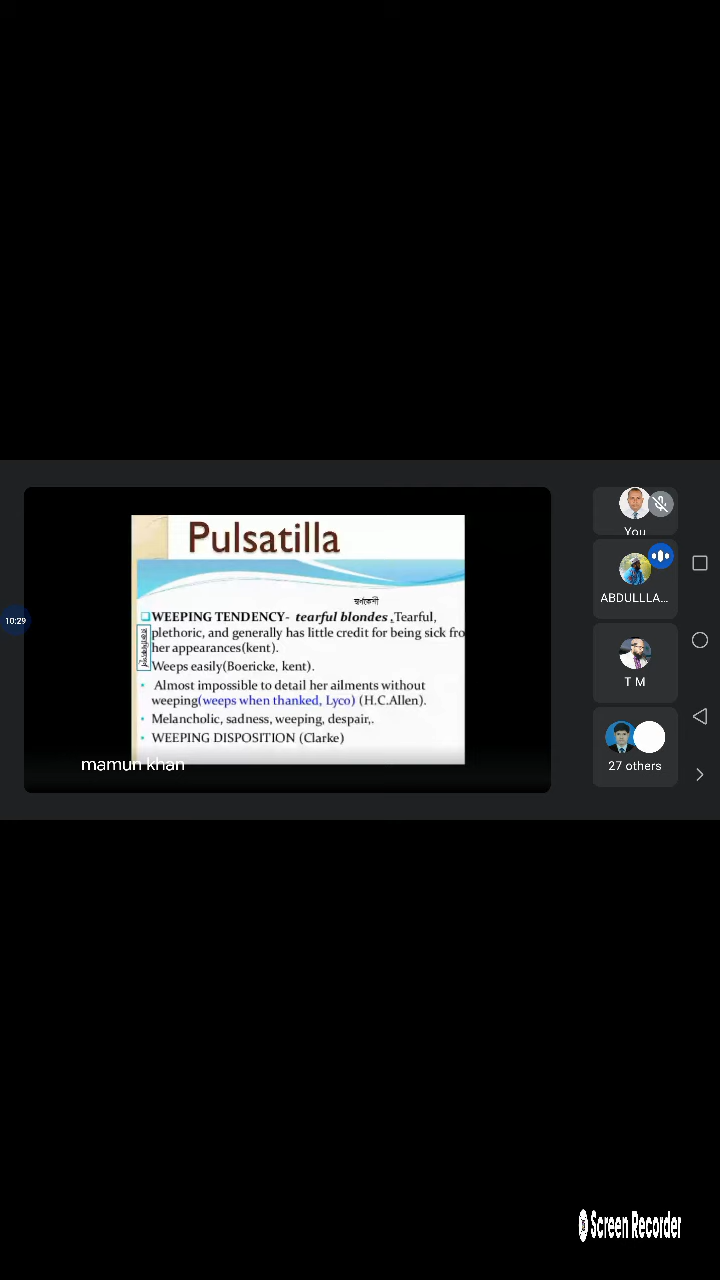 Pulsatilla
স্বর্ণকেশী
WEEPING TENDENCY- tearful blondes ,Tearful,
plethoric, and generally has little credit for being sick fro
her appearances(kent).
Weeps easily(Boericke, kent).
• Almost impossible to detail her ailments without
weeping(weeps when thanked, Lyco) (H.C.Allen).
• Melancholic, sadness, weeping, despair,.
• WEEPING DISPOSITION (Clarke)
mamun khan
You
ABDULLLA...
T M
27 others
10:29
Screen Recorder